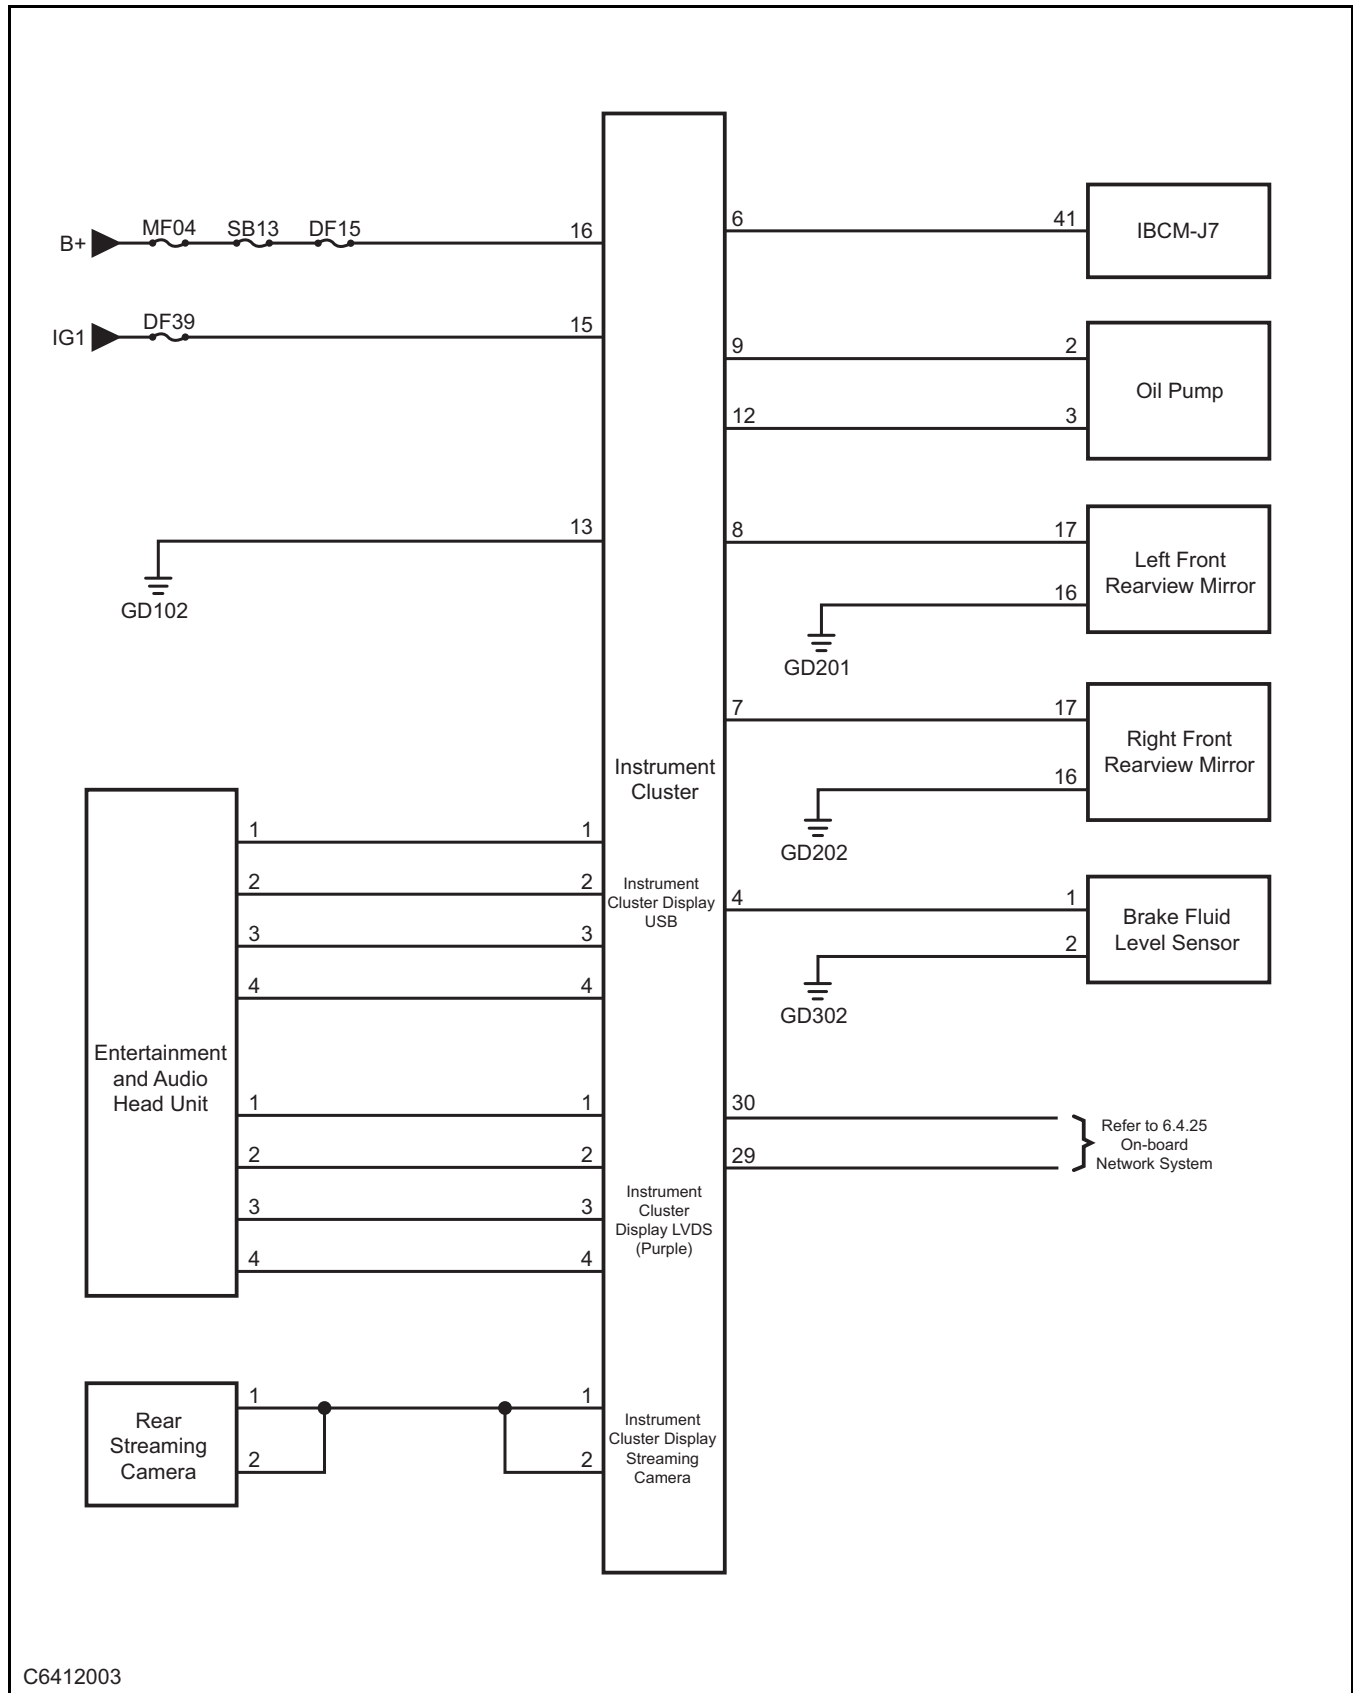 B+
MF04
SB13
DF15
16
IG1
DF39
15
13
GD102
6
41
IBCM-J7
9
2
12
3
Oil Pump
8
17
16
Left Front
Rearview Mirror
GD201
7
17
16
Right Front
Rearview Mirror
GD202
Instrument
Cluster
Entertainment
and Audio
Head Unit
1
1
2
2
3
3
4
4
Instrument
Cluster Display
USB
4
1
2
Brake Fluid
Level Sensor
GD302
1
1
2
2
3
3
4
4
Instrument
Cluster
Display LVDS
(Purple)
30
29
Refer to 6.4.25
On-board
Network System
Rear
Streaming
Camera
1
1
2
2
Instrument
Cluster Display
Streaming
Camera
C6412003